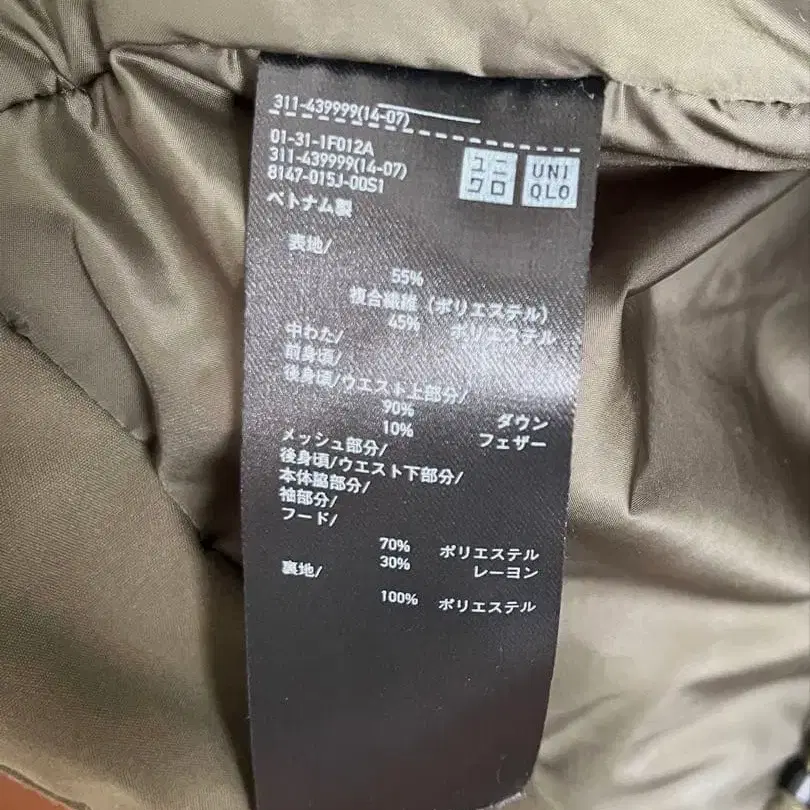 311-439999(14-07)
01-31-1F012A
311-439999(14-07)
8147-015J-00S1
ユニクロ
UNIQLO
ベトナム製
表地/
55%
複合繊維(ポリエステル)
45% ポリエステル
中わた/
前身頃/
後身頃/ウエスト上部分/
90% ダウン
10% フェザー
メッシュ部分/
後身頃/ウエスト下部分/
本体脇部分/
袖部分/
フード/
70% ポリエステル
30% レーヨン
裏地/
100% ポリエステル